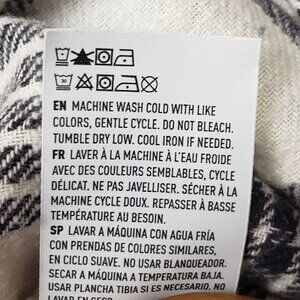 EN MACHINE WASH COLD WITH LIKE
COLORS, GENTLE CYCLE. DO NOT BLEACH.
TUMBLE DRY LOW. COOL IRON IF NEEDED.
FR LAVER À LA MACHINE À L'EAU FROIDE
AVEC DES COULEURS SEMBLABLES, CYCLE
DÉLICAT. NE PAS JAVELLISER. SÉCHER À LA
MACHINE CYCLE DOUX. REPASSER À BASSE
TEMPÉRATURE AU BESOIN.
SP LAVAR A MÁQUINA CON AGUA FRÍA
CON PRENDAS DE COLORES SIMILARES,
EN CICLO SUAVE. NO USAR BLANQUEADOR.
SECAR A MÁQUINA A TEMPERATURA BAJA.
USAR PLANCHA TIBIA SI ES NECESARIO. NO
LAVAR EN SECO